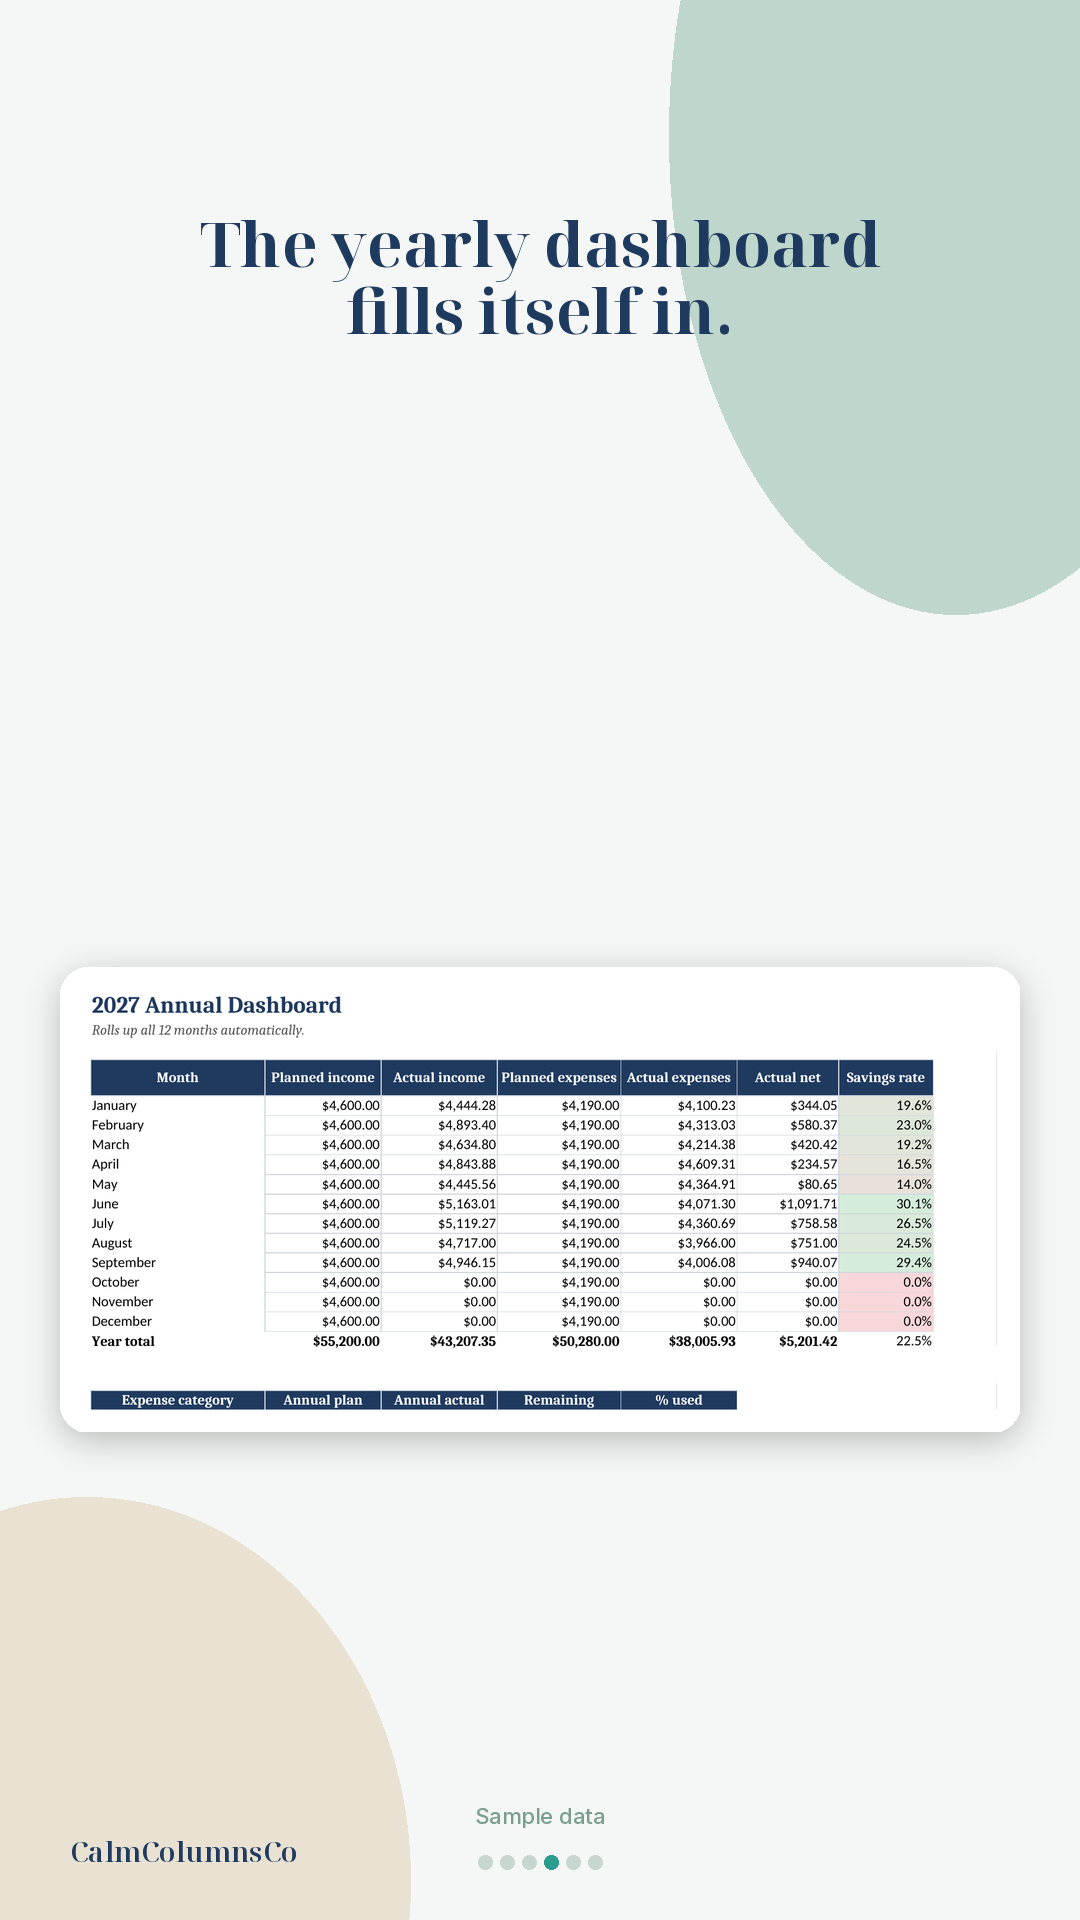 The yearly dashboard
fills itself in.
2027 Annual Dashboard
Rolls up all 12 months automatically.
Month Planned income Actual income Planned expenses Actual expenses Actual net Savings rate
January $4,600.00 $4,444.28 $4,190.00 $4,100.23 $344.05 19.6%
February $4,600.00 $4,893.40 $4,190.00 $4,313.03 $580.37 23.0%
March $4,600.00 $4,634.80 $4,190.00 $4,214.38 $420.42 19.2%
April $4,600.00 $4,843.88 $4,190.00 $4,609.31 $234.57 16.5%
May $4,600.00 $4,445.56 $4,190.00 $4,364.91 $80.65 14.0%
June $4,600.00 $5,163.01 $4,190.00 $4,071.30 $1,091.71 30.1%
July $4,600.00 $5,119.27 $4,190.00 $4,360.69 $758.58 26.5%
August $4,600.00 $4,717.00 $4,190.00 $3,966.00 $751.00 24.5%
September $4,600.00 $4,946.15 $4,190.00 $4,006.08 $940.07 29.4%
October $4,600.00 $0.00 $4,190.00 $0.00 $0.00 0.0%
November $4,600.00 $0.00 $4,190.00 $0.00 $0.00 0.0%
December $4,600.00 $0.00 $4,190.00 $0.00 $0.00 0.0%
Year total $55,200.00 $43,207.35 $50,280.00 $38,005.93 $5,201.42 22.5%
Expense category Annual plan Annual actual Remaining % used
Sample data
CalmColumnsCo